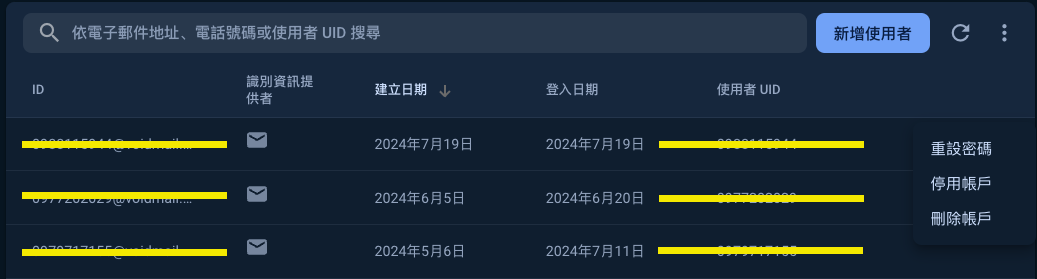 依電子郵件地址、電話號碼或使用者 UID 搜尋
新增使用者
ID
識別資訊提
供者
建立日期
登入日期
使用者 UID
2024年7月19日
2024年7月19日
2024年6月5日
2024年6月20日
2024年5月6日
2024年7月11日
重設密碼
停用帳戶
刪除帳戶